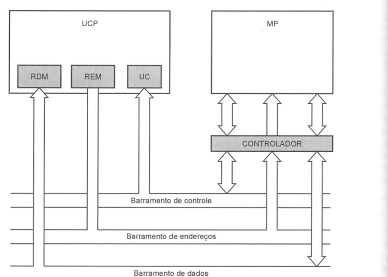 UCP
MP
RDM
REM
UC
CONTROLADOR
Barramento de controle
Barramento de endereços
Barramento de dados